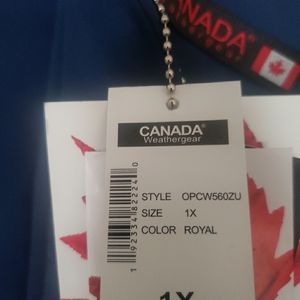 CANADA®
CANADA®
Weathergear
STYLE OPCW560ZU
SIZE 1X
COLOR ROYAL
1X